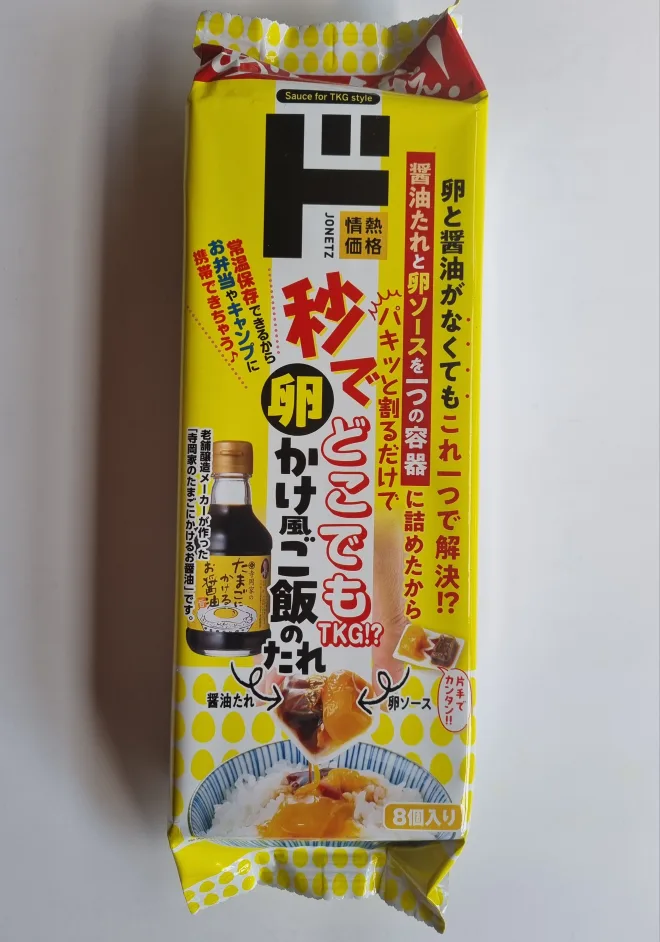 Sauce for TKG style
ド
JONETZ
情熱
価格
卵と醤油がなくてもこれ一つで解決!?
醤油たれと卵ソースを一つの容器に詰めたから
パキッと割るだけで
秒で
どこでも
TKG!?
卵かけ風ご飯のたれ
常温保存できるから
お弁当やキャンプに
携帯できちゃう♪
老舗醸造メーカーが作った
「寺岡家のたまごにかけるお醤油」です。
寺岡家の
たまごに
かける
お醤油
片手で
カンタン!!
醤油たれ
卵ソース
8個入り